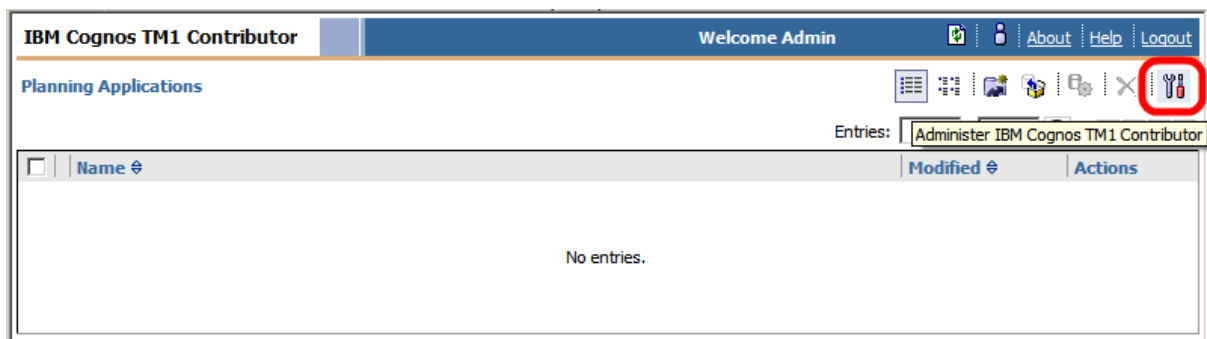 IBM Cognos TM1 Contributor Welcome Admin About Help Logout
Planning Applications
Entries: Administer IBM Cognos TM1 Contributor
Name Modified Actions
No entries.